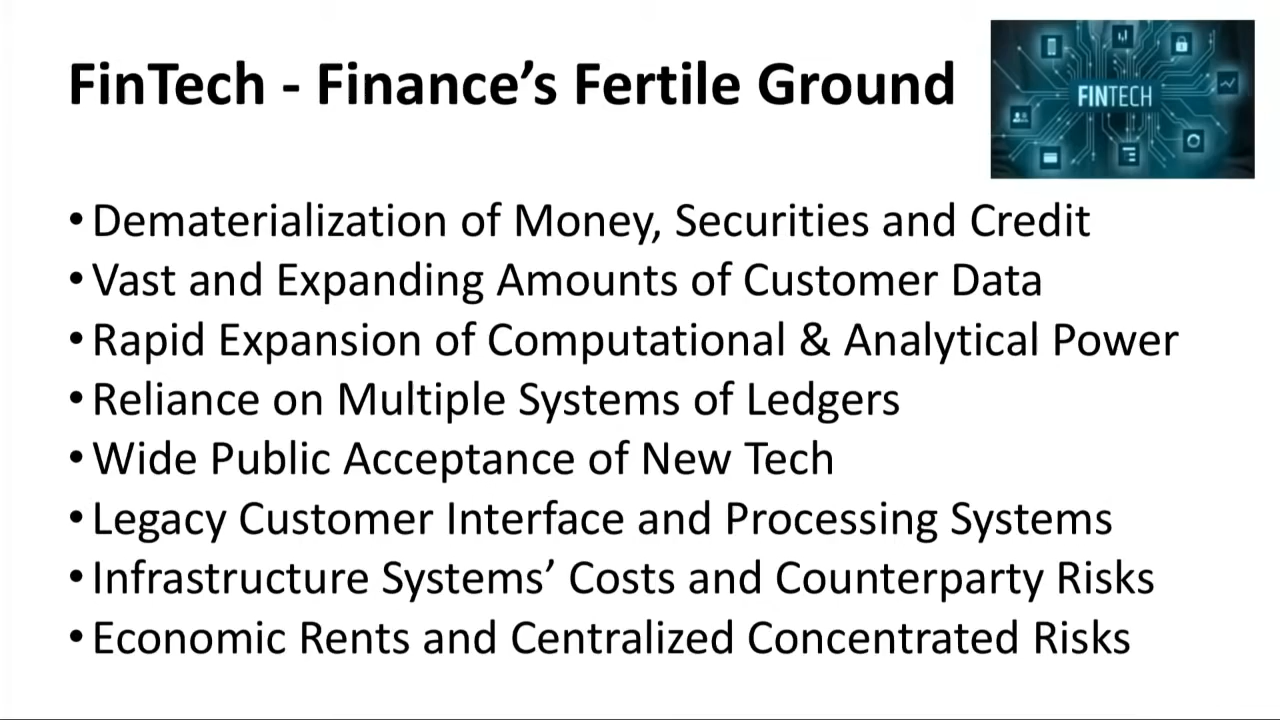 FinTech - Finance’s Fertile Ground
FINTECH
•Dematerialization of Money, Securities and Credit
•Vast and Expanding Amounts of Customer Data
•Rapid Expansion of Computational & Analytical Power
•Reliance on Multiple Systems of Ledgers
•Wide Public Acceptance of New Tech
•Legacy Customer Interface and Processing Systems
•Infrastructure Systems’ Costs and Counterparty Risks
•Economic Rents and Centralized Concentrated Risks